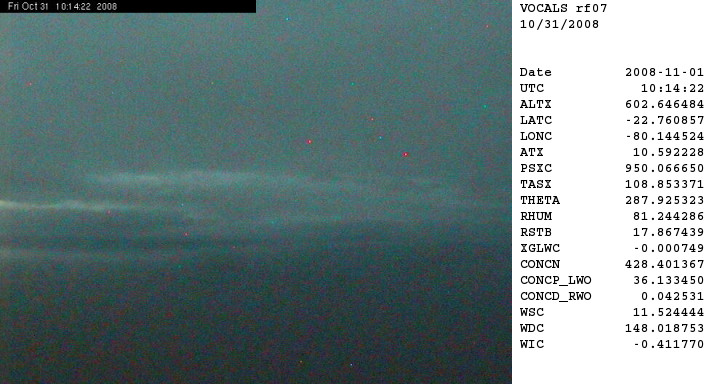 Fri Oct 31 10:14:22 2008
VOCALS rf07
10/31/2008
Date 2008-11-01
UTC 10:14:22
ALTX 602.646484
LATC -22.760857
LONC -80.144524
ATX 10.592228
PSXC 950.066650
TASX 108.853371
THETA 287.925323
RHUM 81.244286
RSTB 17.867439
XGLWC -0.000749
CONCN 428.401367
CONCP_LWO 36.133450
CONCD_RWO 0.042531
WSC 11.524444
WDC 148.018753
WIC -0.411770